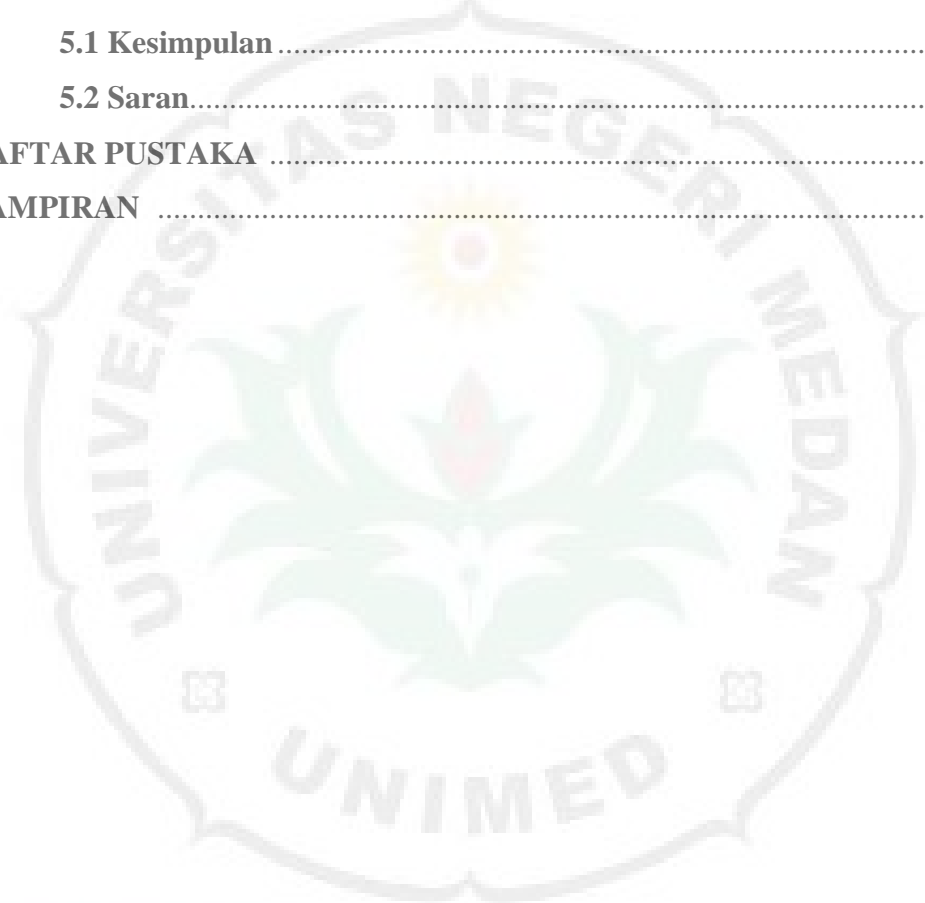 5.1 Kesimpulan ........................................................................................
5.2 Saran........................................................................................
AFTAR PUSTAKA ........................................................................................
AMPIRAN ........................................................................................
UNIVERSITAS NEGERI MEDAN
UNIMED